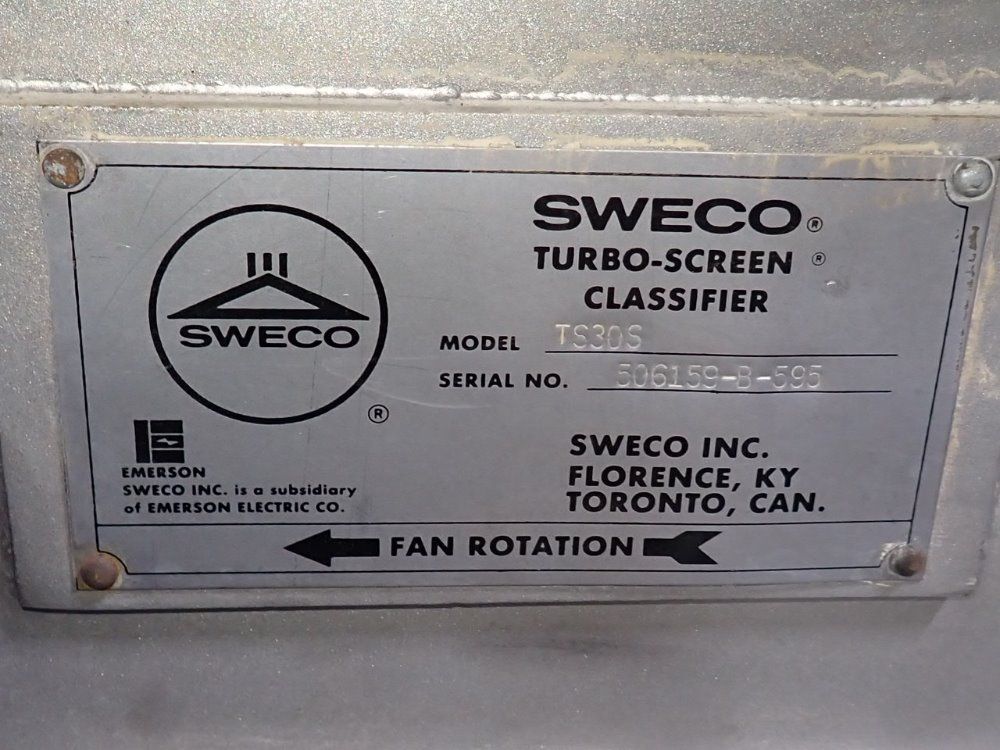 SWECO®
TURBO-SCREEN ®
CLASSIFIER
SWECO
®
MODEL TS30S
SERIAL NO. 506159-B-595
EMERSON
SWECO INC. is a subsidiary
of EMERSON ELECTRIC CO.
SWECO INC.
FLORENCE, KY
TORONTO, CAN.
FAN ROTATION